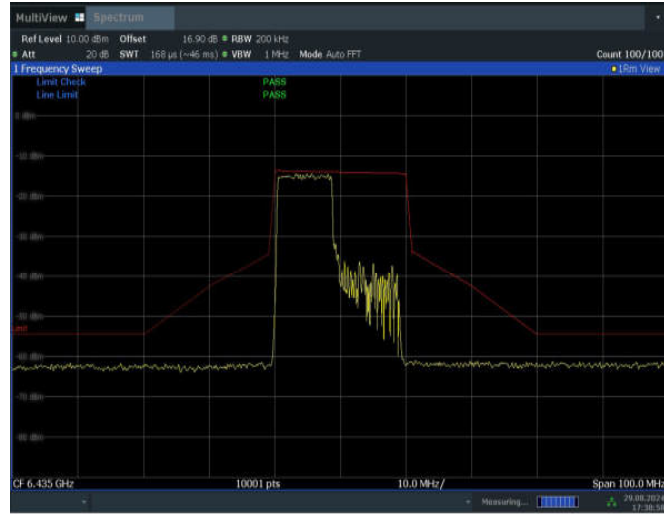 MultiView Spectrum
Ref Level 10.00 dBm Offset 16.90 dB RBW 200 kHz
Att 20 dB SWT 168 µs (~46 ms) VBW 1 MHz Mode Auto FFT Count 100/100
1 Frequency Sweep 1Rm View
Limit Check PASS
Line Limit PASS
0 dBm
-10 dBm
-20 dBm
-30 dBm
-40 dBm
-50 dBm
-60 dBm
-70 dBm
-80 dBm
CF 6.435 GHz 10001 pts 10.0 MHz/ Span 100.0 MHz
Measuring... 29.08.2024